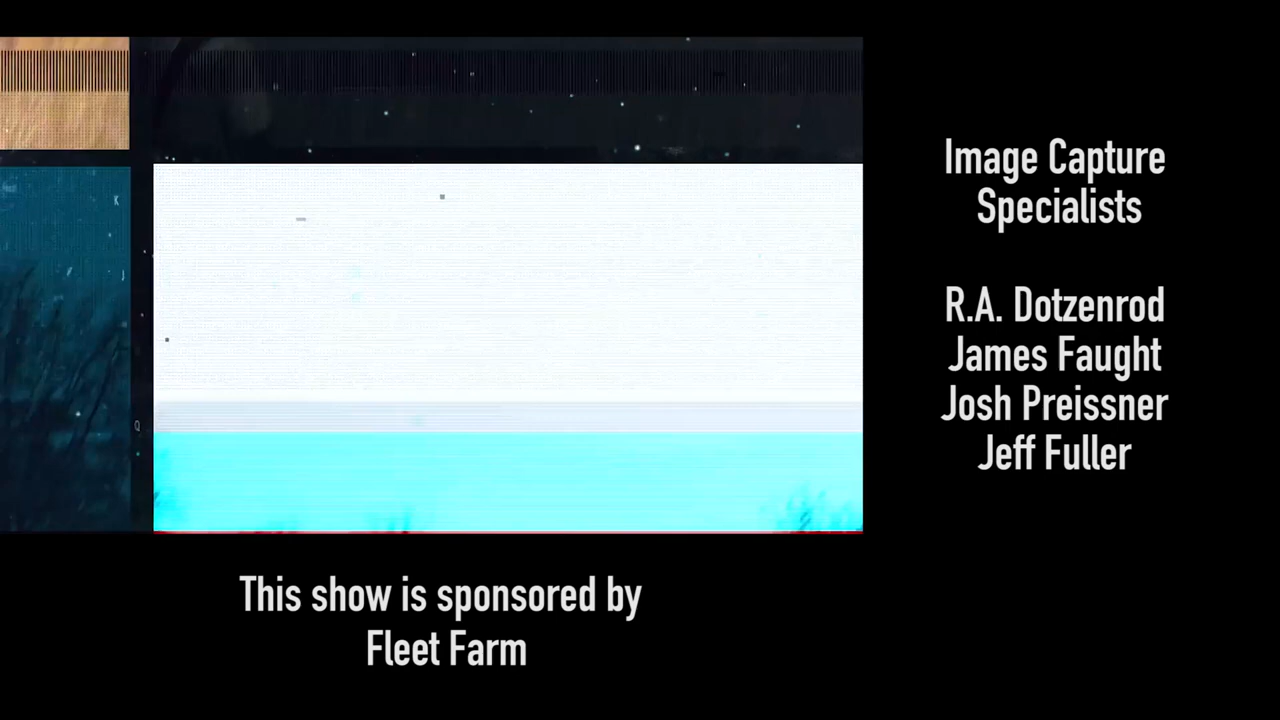 K
J
Q
Image Capture
Specialists
R.A. Dotzenrod
James Faught
Josh Preissner
Jeff Fuller
This show is sponsored by
Fleet Farm